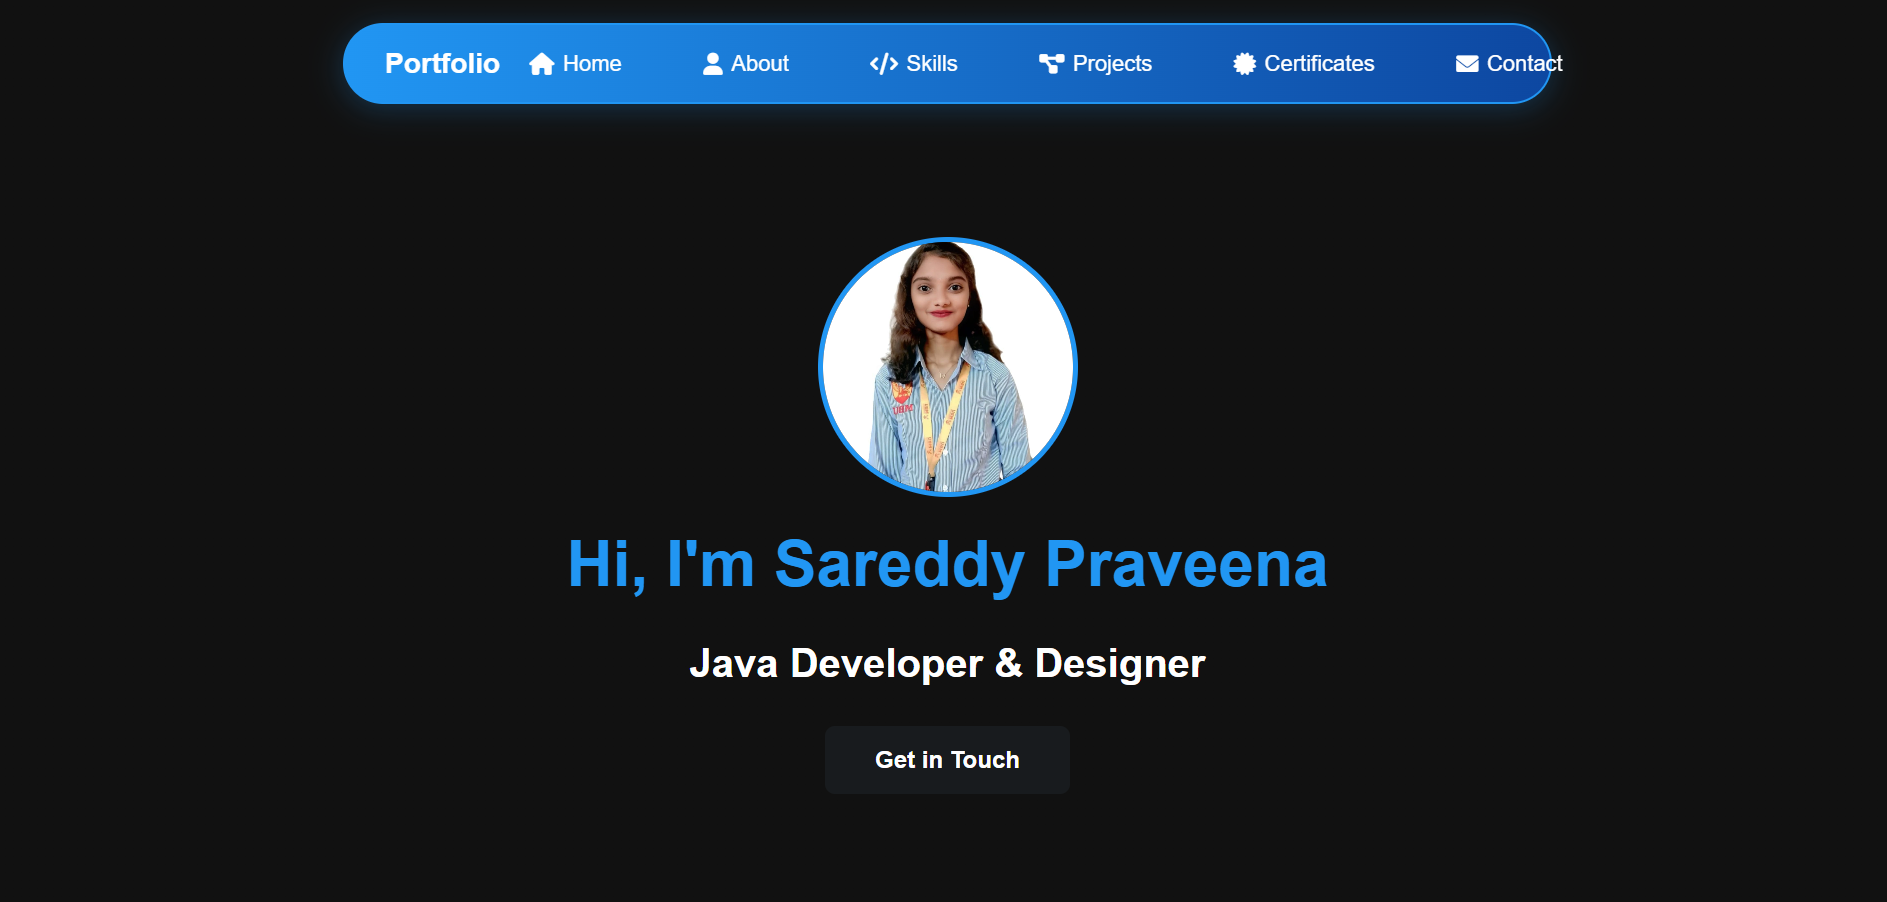 Portfolio Home About Skills Projects Certificates Contact
Hi, I'm Sareddy Praveena
Java Developer & Designer
Get in Touch